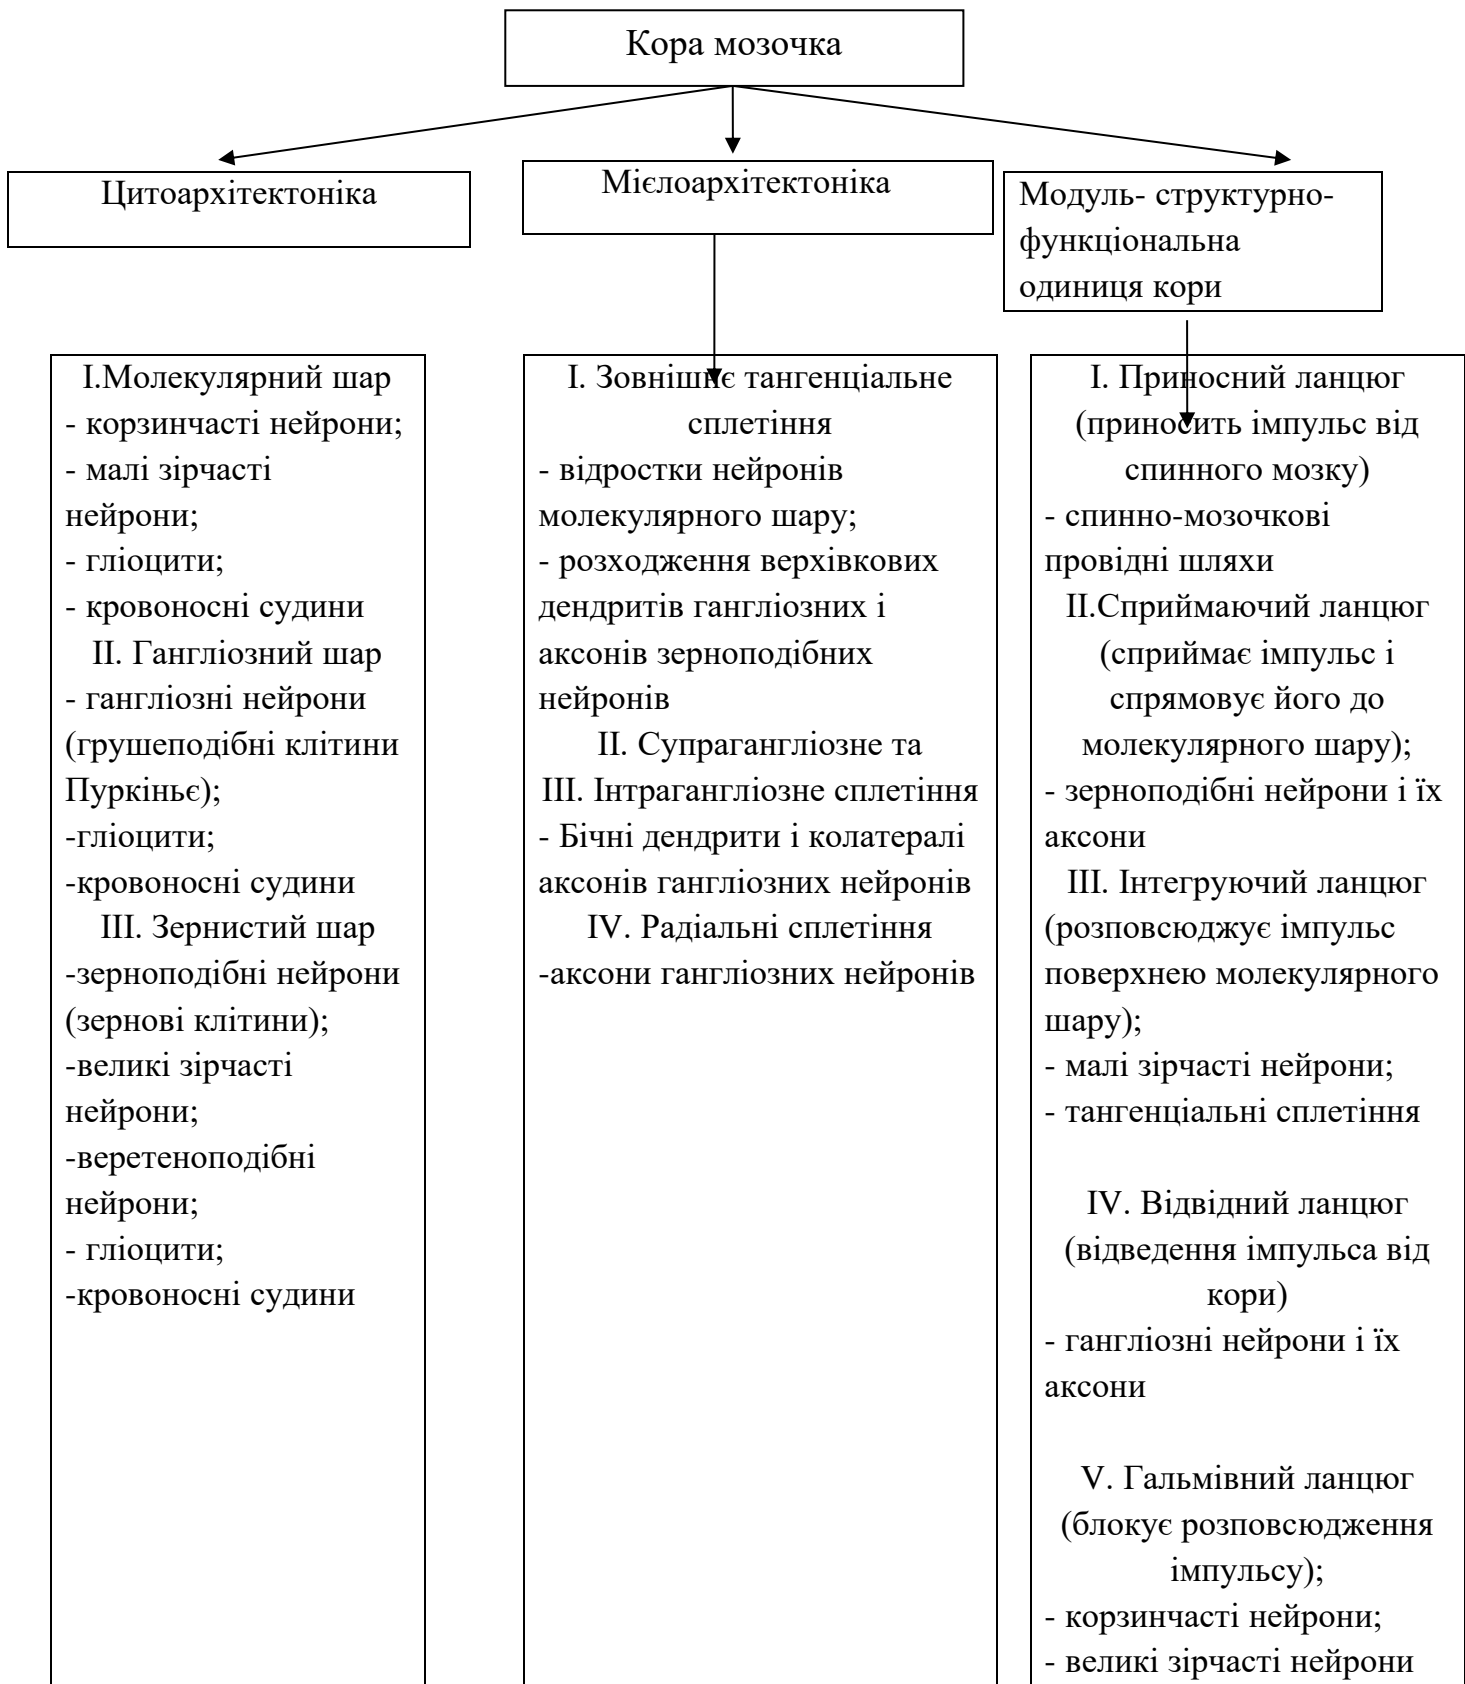 Кора мозочка
Цитоархітектоніка
Мієлоархітектоніка
Модуль- структурно-
функціональна
одиниця кори
I.Молекулярний шар
- корзинчасті нейрони;
- малі зірчасті
нейрони;
- гліоцити;
- кровоносні судини
II. Гангліозний шар
- гангліозні нейрони
(грушеподібні клітини
Пуркіньє);
-гліоцити;
-кровоносні судини
III. Зернистий шар
-зерноподібні нейрони
(зернові клітини);
-великі зірчасті
нейрони;
-веретеноподібні
нейрони;
- гліоцити;
-кровоносні судини
I. Зовнішнє тангенціальне
сплетіння
- відростки нейронів
молекулярного шару;
- розходження верхівкових
дендритів гангліозних і
аксонів зерноподібних
нейронів
II. Супрагангліозне та
III. Інтрагангліозне сплетіння
- Бічні дендрити і колатералі
аксонів гангліозних нейронів
IV. Радіальні сплетіння
-аксони гангліозних нейронів
I. Приносний ланцюг
(приносить імпульс від
спинного мозку)
- спинно-мозочкові
провідні шляхи
II.Сприймаючий ланцюг
(сприймає імпульс і
спрямовує його до
молекулярного шару);
- зерноподібні нейрони і їх
аксони
III. Інтегруючий ланцюг
(розповсюджує імпульс
поверхнею молекулярного
шару);
- малі зірчасті нейрони;
- тангенціальні сплетіння
IV. Відвідний ланцюг
(відведення імпульса від
кори)
- гангліозні нейрони і їх
аксони
V. Гальмівний ланцюг
(блокує розповсюдження
імпульсу);
- корзинчасті нейрони;
- великі зірчасті нейрони